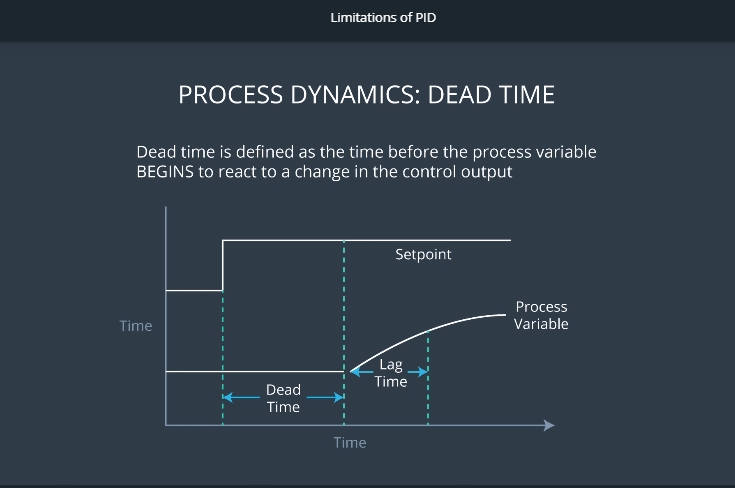 Limitations of PID
PROCESS DYNAMICS: DEAD TIME
Dead time is defined as the time before the process variable
BEGINS to react to a change in the control output
Setpoint
Process
Variable
Time
Lag
Time
Dead
Time
Time